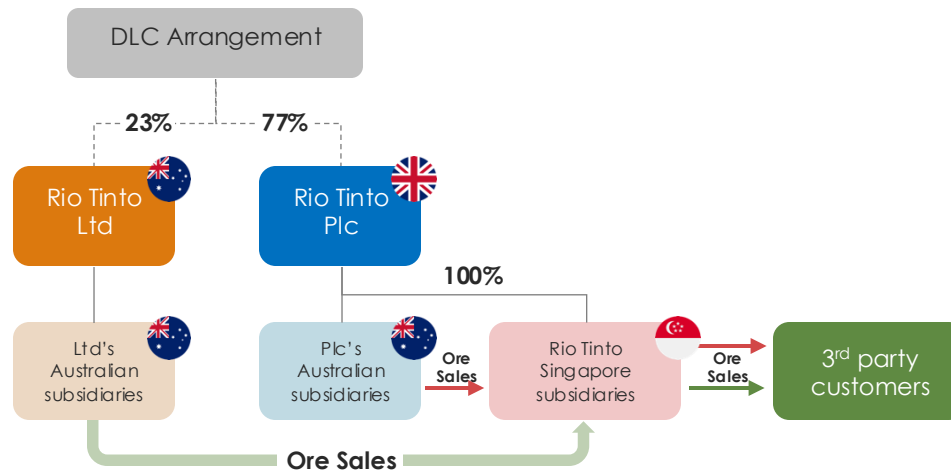 DLC Arrangement
23%
77%
Rio Tinto
Ltd
Rio Tinto
Plc
100%
Ltd's
Australian
subsidiaries
Plc's
Australian
subsidiaries
Ore
Sales
Rio Tinto
Singapore
subsidiaries
Ore
Sales
3rd party
customers
Ore Sales